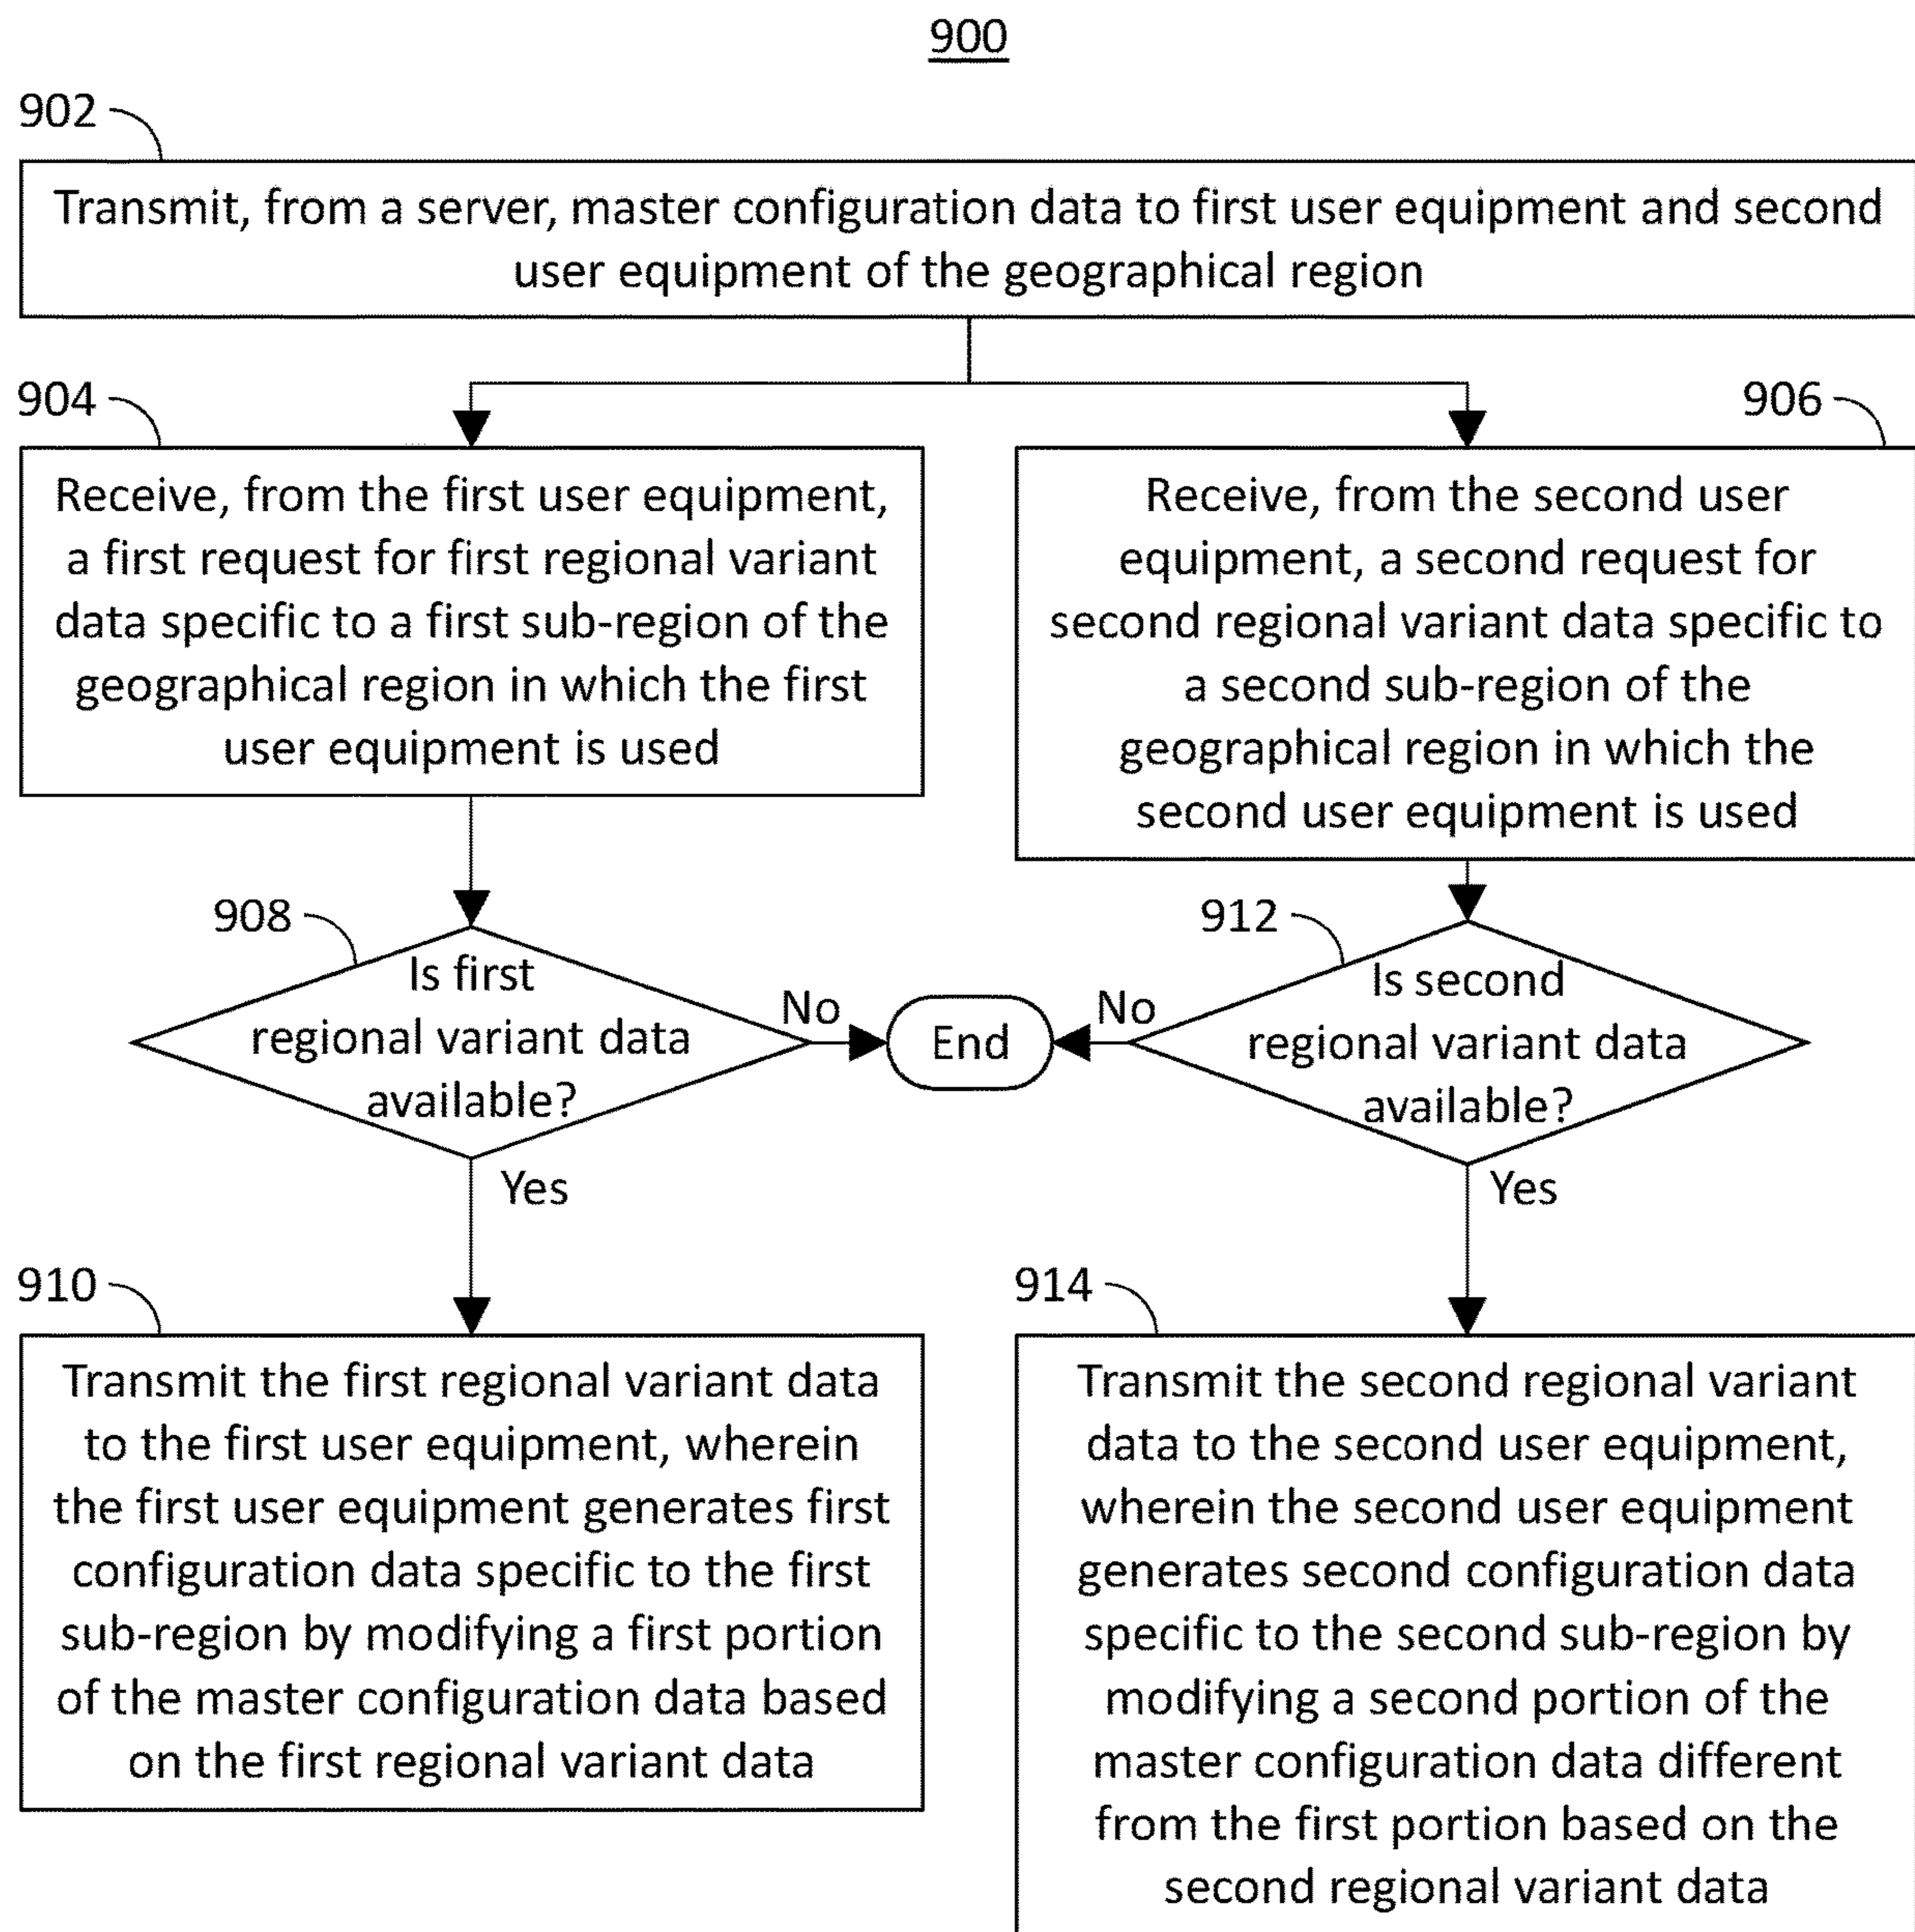 900
902
Transmit, from a server, master configuration data to first user equipment and second
user equipment of the geographical region
904
Receive, from the first user equipment,
a first request for first regional variant
data specific to a first sub-region of the
geographical region in which the first
user equipment is used
906
Receive, from the second user
equipment, a second request for
second regional variant data specific to
a second sub-region of the
geographical region in which the
second user equipment is used
908
Is first
regional variant data
available?
No
End
No
912
Is second
regional variant data
available?
Yes
Yes
910
Transmit the first regional variant data
to the first user equipment, wherein
the first user equipment generates first
configuration data specific to the first
sub-region by modifying a first portion
of the master configuration data based
on the first regional variant data
914
Transmit the second regional variant
data to the second user equipment,
wherein the second user equipment
generates second configuration data
specific to the second sub-region by
modifying a second portion of the
master configuration data different
from the first portion based on the
second regional variant data